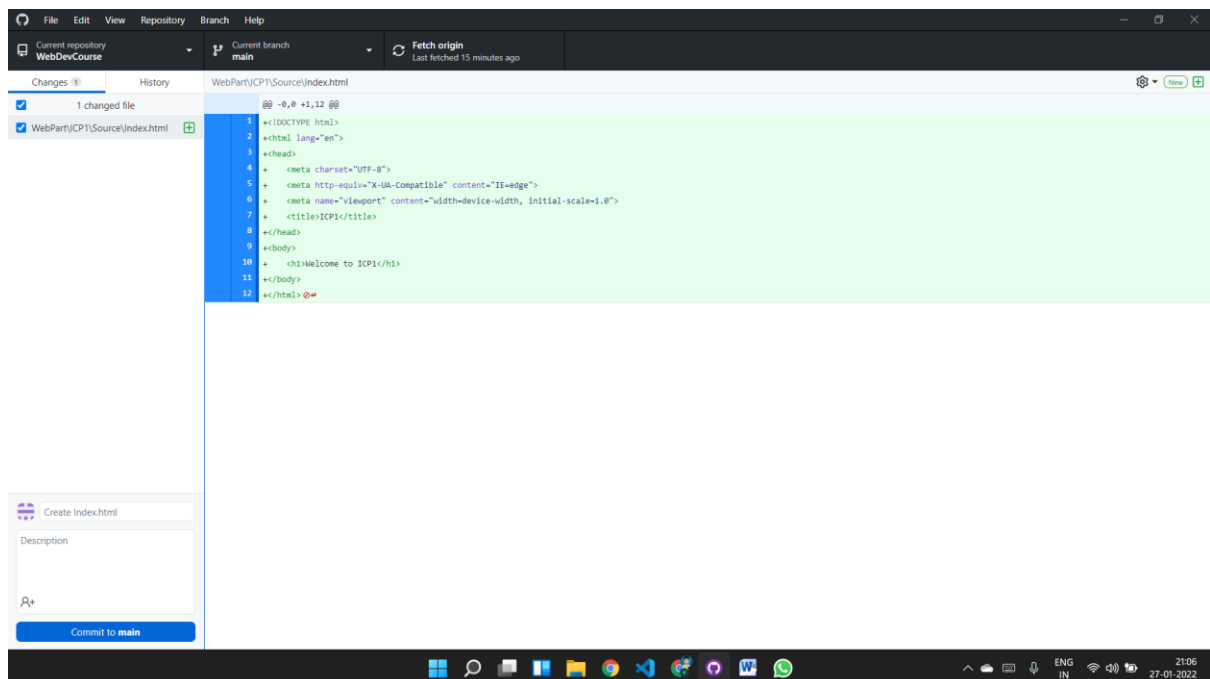 File Edit View Repository Branch Help
Current repository
WebDevCourse
Current branch
main
Fetch origin
Last fetched 15 minutes ago
Changes 1 History
WebPart\ICP1\Source\Index.html
New
1 changed file
WebPart\ICP1\Source\Index.html
@@ -0,0 +1,12 @@
1 +<!DOCTYPE html>
2 +<html lang="en">
3 +<head>
4 + <meta charset="UTF-8">
5 + <meta http-equiv="X-UA-Compatible" content="IE=edge">
6 + <meta name="viewport" content="width=device-width, initial-scale=1.0">
7 + <title>ICP1</title>
8 +</head>
9 +<body>
10 + <h1>Welcome to ICP1</h1>
11 +</body>
12 +</html>
Create Index.html
Description
Commit to main
ENG
IN
21:06
27-01-2022